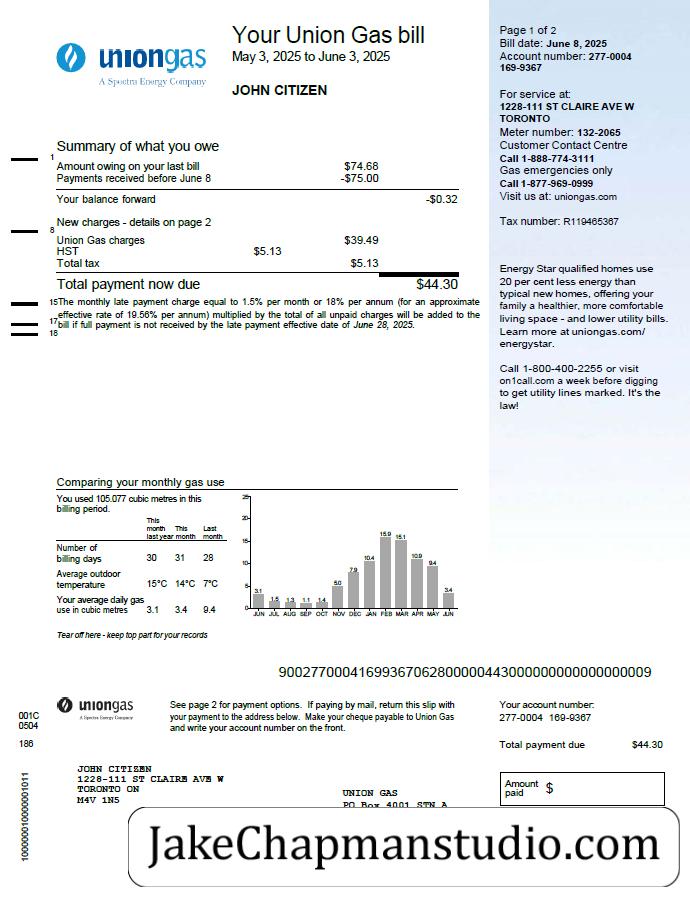 Your Union Gas bill
May 3, 2025 to June 3, 2025
JOHN CITIZEN
uniongas
A Spectra Energy Company
Page 1 of 2
Bill date: June 8, 2025
Account number: 277-0004
169-9367
For service at:
1228-111 ST CLAIRE AVE W
TORONTO
Meter number: 132-2065
Customer Contact Centre
Call 1-888-774-3111
Gas emergencies only
Call 1-877-969-0999
Visit us at: uniongas.com
Tax number: R119465367
Energy Star qualified homes use
20 per cent less energy than
typical new homes, offering your
family a healthier, more comfortable
living space - and lower utility bills.
Learn more at uniongas.com/
energystar.
Call 1-800-400-2255 or visit
on1call.com a week before digging
to get utility lines marked. It's the
law!
Summary of what you owe
1
Amount owing on your last bill $74.68
Payments received before June 8 -$75.00
Your balance forward -$0.32
New charges - details on page 2
8
Union Gas charges $39.49
HST $5.13
Total tax $5.13
Total payment now due $44.30
15 The monthly late payment charge equal to 1.5% per month or 18% per annum (for an approximate
effective rate of 19.56% per annum) multiplied by the total of all unpaid charges will be added to the
17 bill if full payment is not received by the late payment effective date of June 28, 2025.
18
Comparing your monthly gas use
You used 105.077 cubic metres in this
billing period.
This month last year This month Last month
Number of billing days 30 31 28
Average outdoor temperature 15°C 14°C 7°C
Your average daily gas use in cubic metres 3.1 3.4 9.4
25
20
15
10
5
0
3.1 1.5 1.3 1.1 1.4 5.0 7.9 10.4 15.9 15.1 10.9 9.4 3.4
JUN JUL AUG SEP OCT NOV DEC JAN FEB MAR APR MAY JUN
Tear off here - keep top part for your records
9002770004169936706280000044300000000000000009
uniongas
A Spectra Energy Company
See page 2 for payment options. If paying by mail, return this slip with
your payment to the address below. Make your cheque payable to Union Gas
and write your account number on the front.
Your account number:
277-0004 169-9367
Total payment due $44.30
001C
0504
186
1000000100000001011
JOHN CITIZEN
1228-111 ST CLAIRE AVE W
TORONTO ON
M4V 1N5
UNION GAS
PO Box 4001 STN A
Amount
paid $
JakeChapmanstudio.com